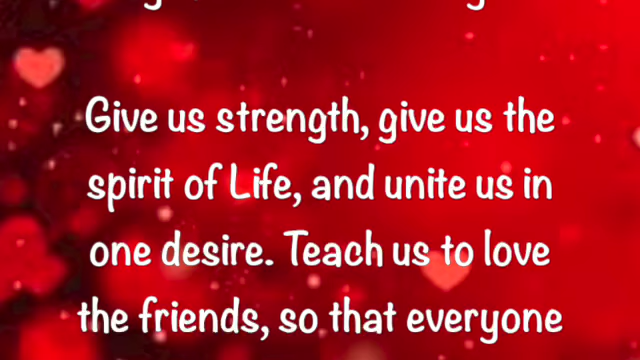 Give us strength, give us the
spirit of Life, and unite us in
one desire. Teach us to love
the friends, so that everyone